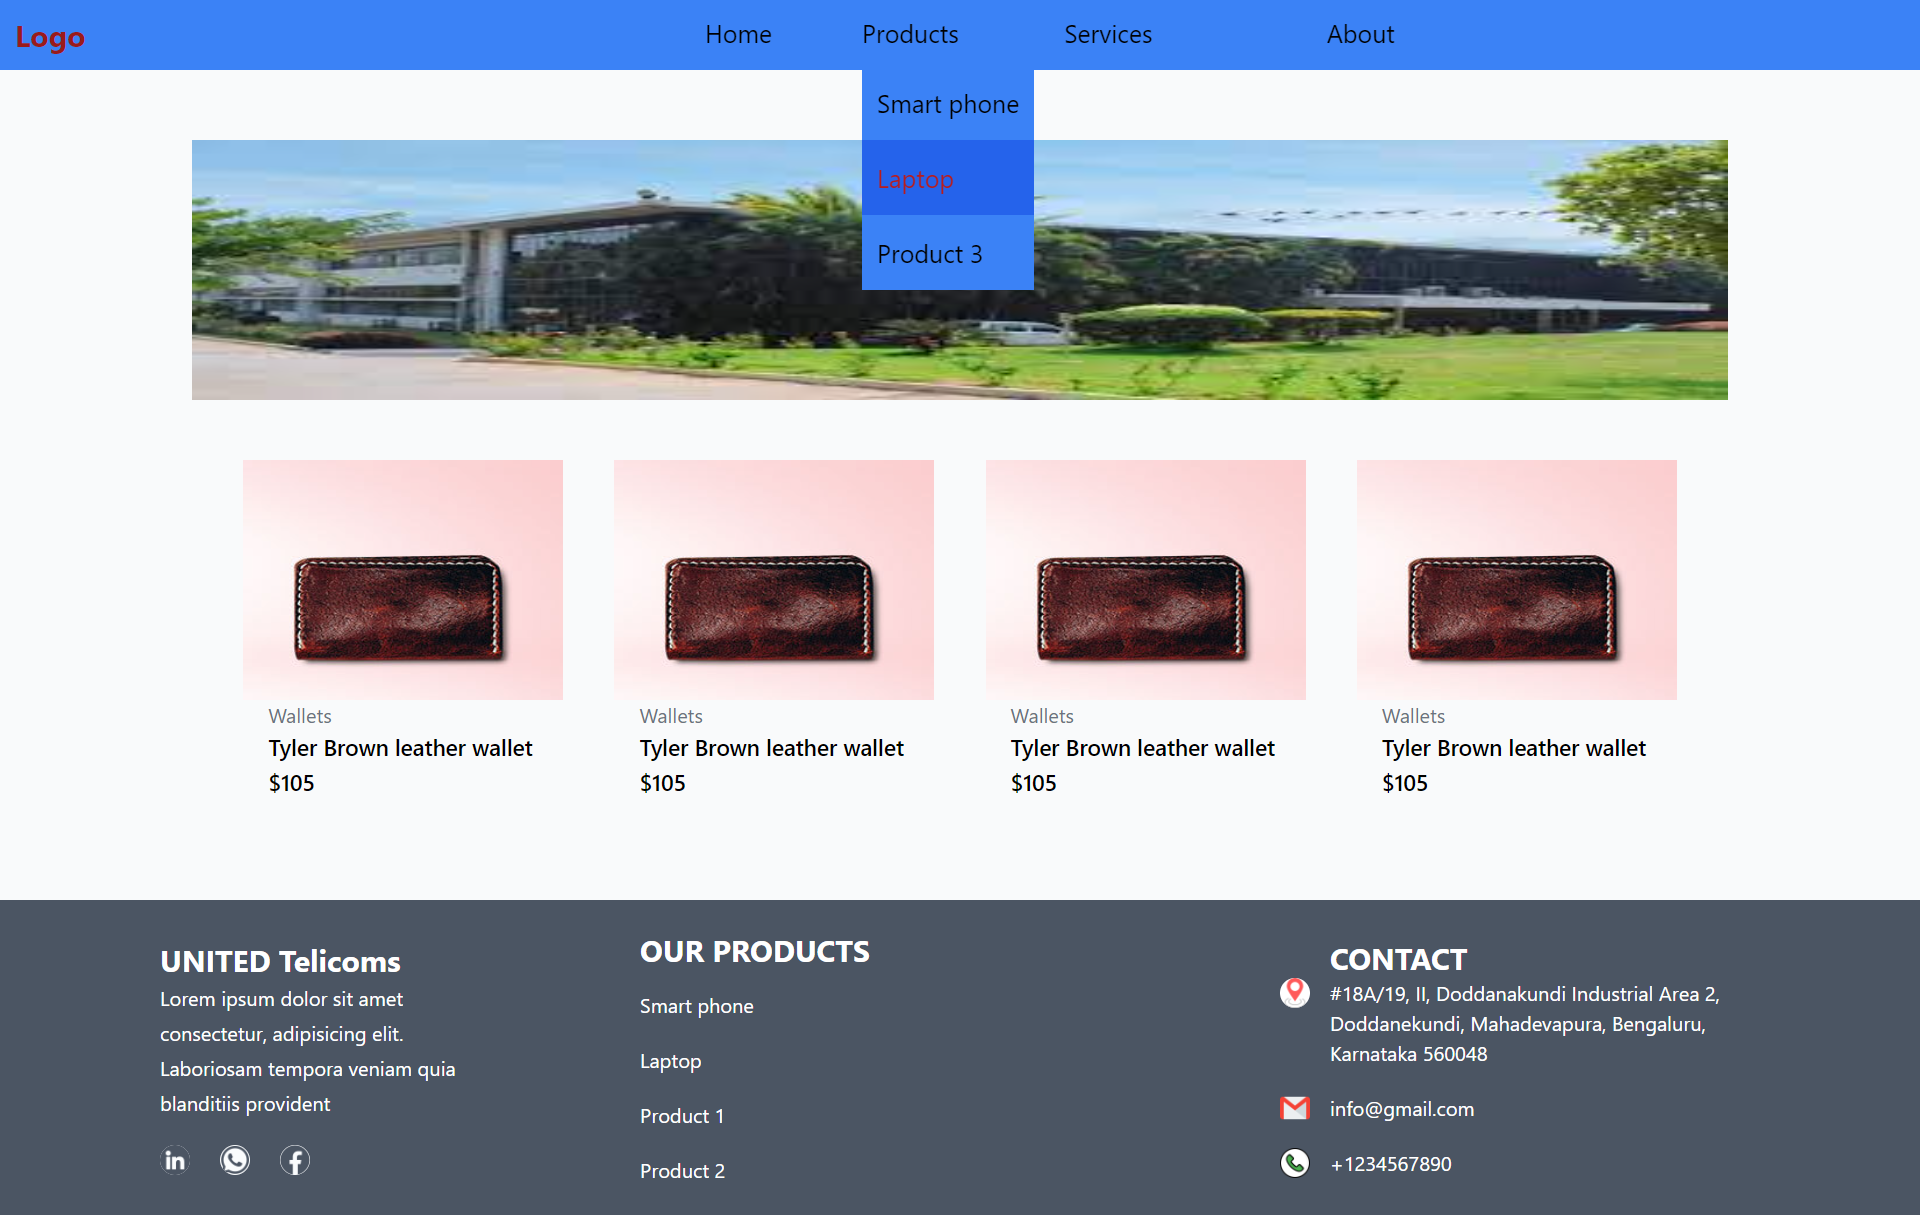 Logo
Home
Products
Services
About
Smart phone
Laptop
Product 3
Wallets
Tyler Brown leather wallet
$105
Wallets
Tyler Brown leather wallet
$105
Wallets
Tyler Brown leather wallet
$105
Wallets
Tyler Brown leather wallet
$105
UNITED Telicoms
Lorem ipsum dolor sit amet
consectetur, adipisicing elit.
Laboriosam tempora veniam quia
blanditiis provident
in
OUR PRODUCTS
Smart phone
Laptop
Product 1
Product 2
CONTACT
#18A/19, II, Doddanakundi Industrial Area 2,
Doddanekundi, Mahadevapura, Bengaluru,
Karnataka 560048
info@gmail.com
+1234567890